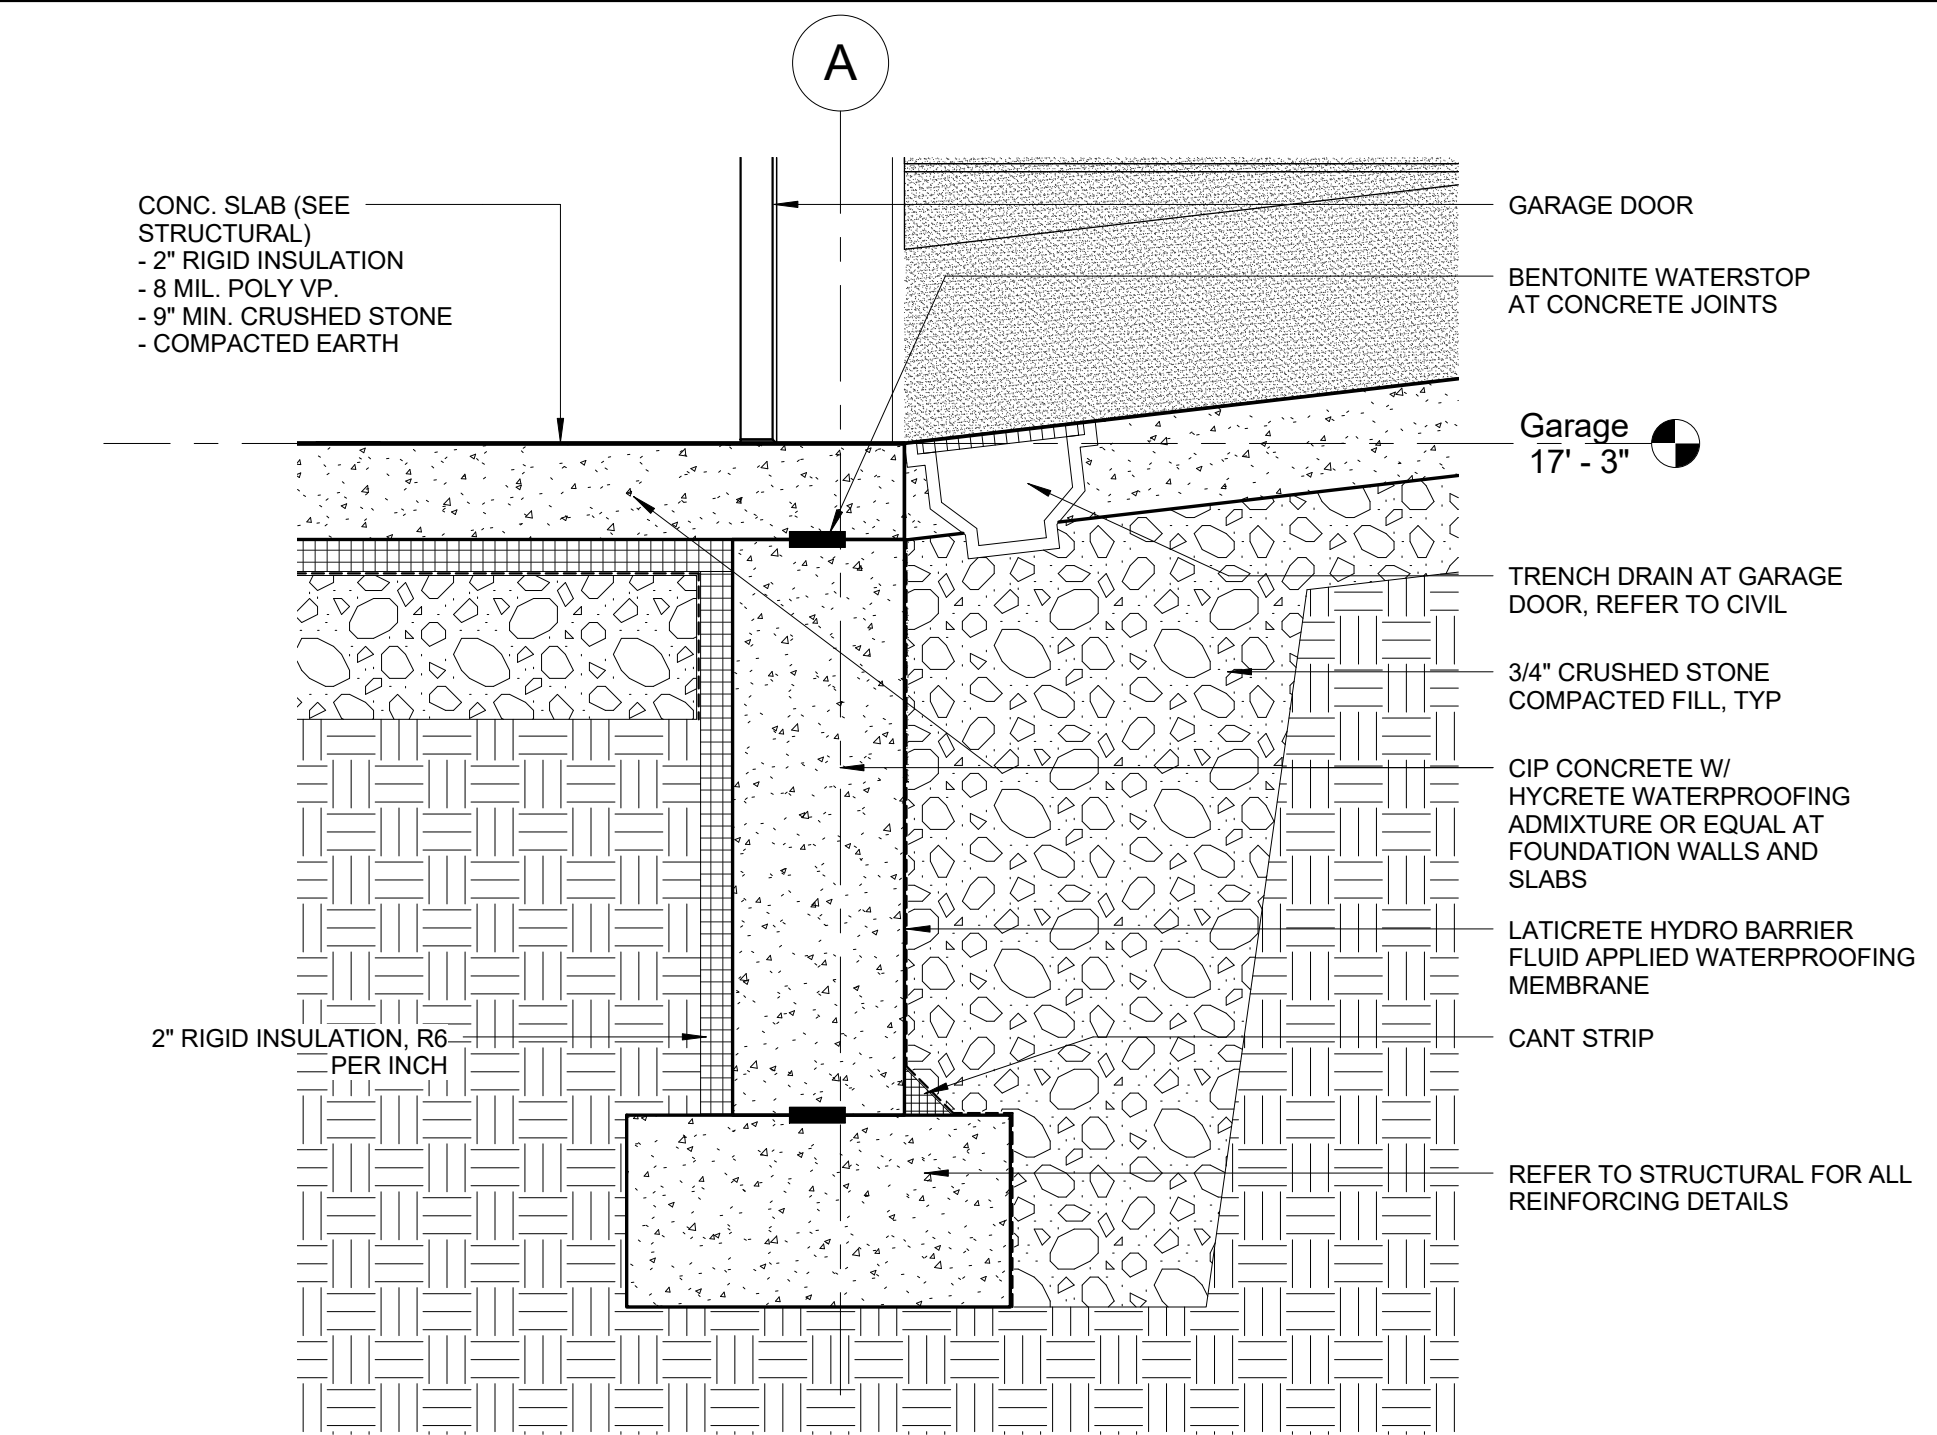 A
CONC. SLAB (SEE
STRUCTURAL)
- 2" RIGID INSULATION
- 8 MIL. POLY VP.
- 9" MIN. CRUSHED STONE
- COMPACTED EARTH
2" RIGID INSULATION, R6
PER INCH
GARAGE DOOR
BENTONITE WATERSTOP
AT CONCRETE JOINTS
Garage
17' - 3"
TRENCH DRAIN AT GARAGE
DOOR, REFER TO CIVIL
3/4" CRUSHED STONE
COMPACTED FILL, TYP
CIP CONCRETE W/
HYCRETE WATERPROOFING
ADMIXTURE OR EQUAL AT
FOUNDATION WALLS AND
SLABS
LATICRETE HYDRO BARRIER
FLUID APPLIED WATERPROOFING
MEMBRANE
CANT STRIP
REFER TO STRUCTURAL FOR ALL
REINFORCING DETAILS